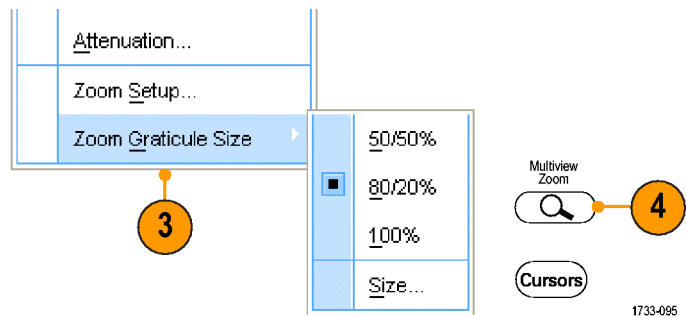 Attenuation...
Zoom Setup...
Zoom Graticule Size
50/50%
80/20%
100%
Size...
3
Multiview
Zoom
4
Cursors
1733-095